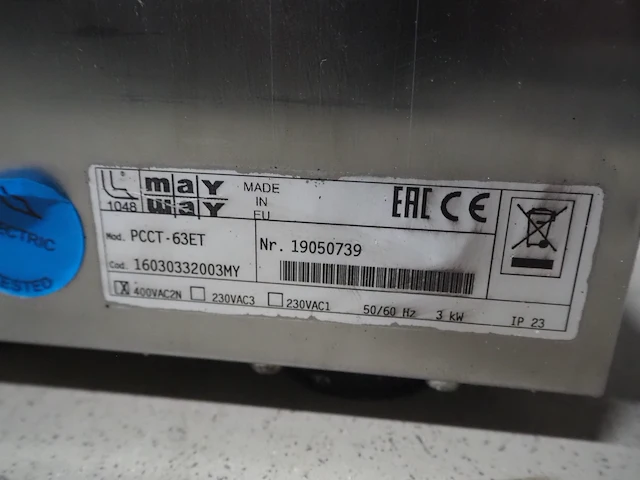 1048
may
way
MADE
IN
EU
EAC CE
Mod. PCCT-63ET
Cod. 16030332003MY
Nr. 19050739
X 400VAC2N 230VAC3 230VAC1 50/60 Hz 3 kW IP 23
ECTRIC
ESTED